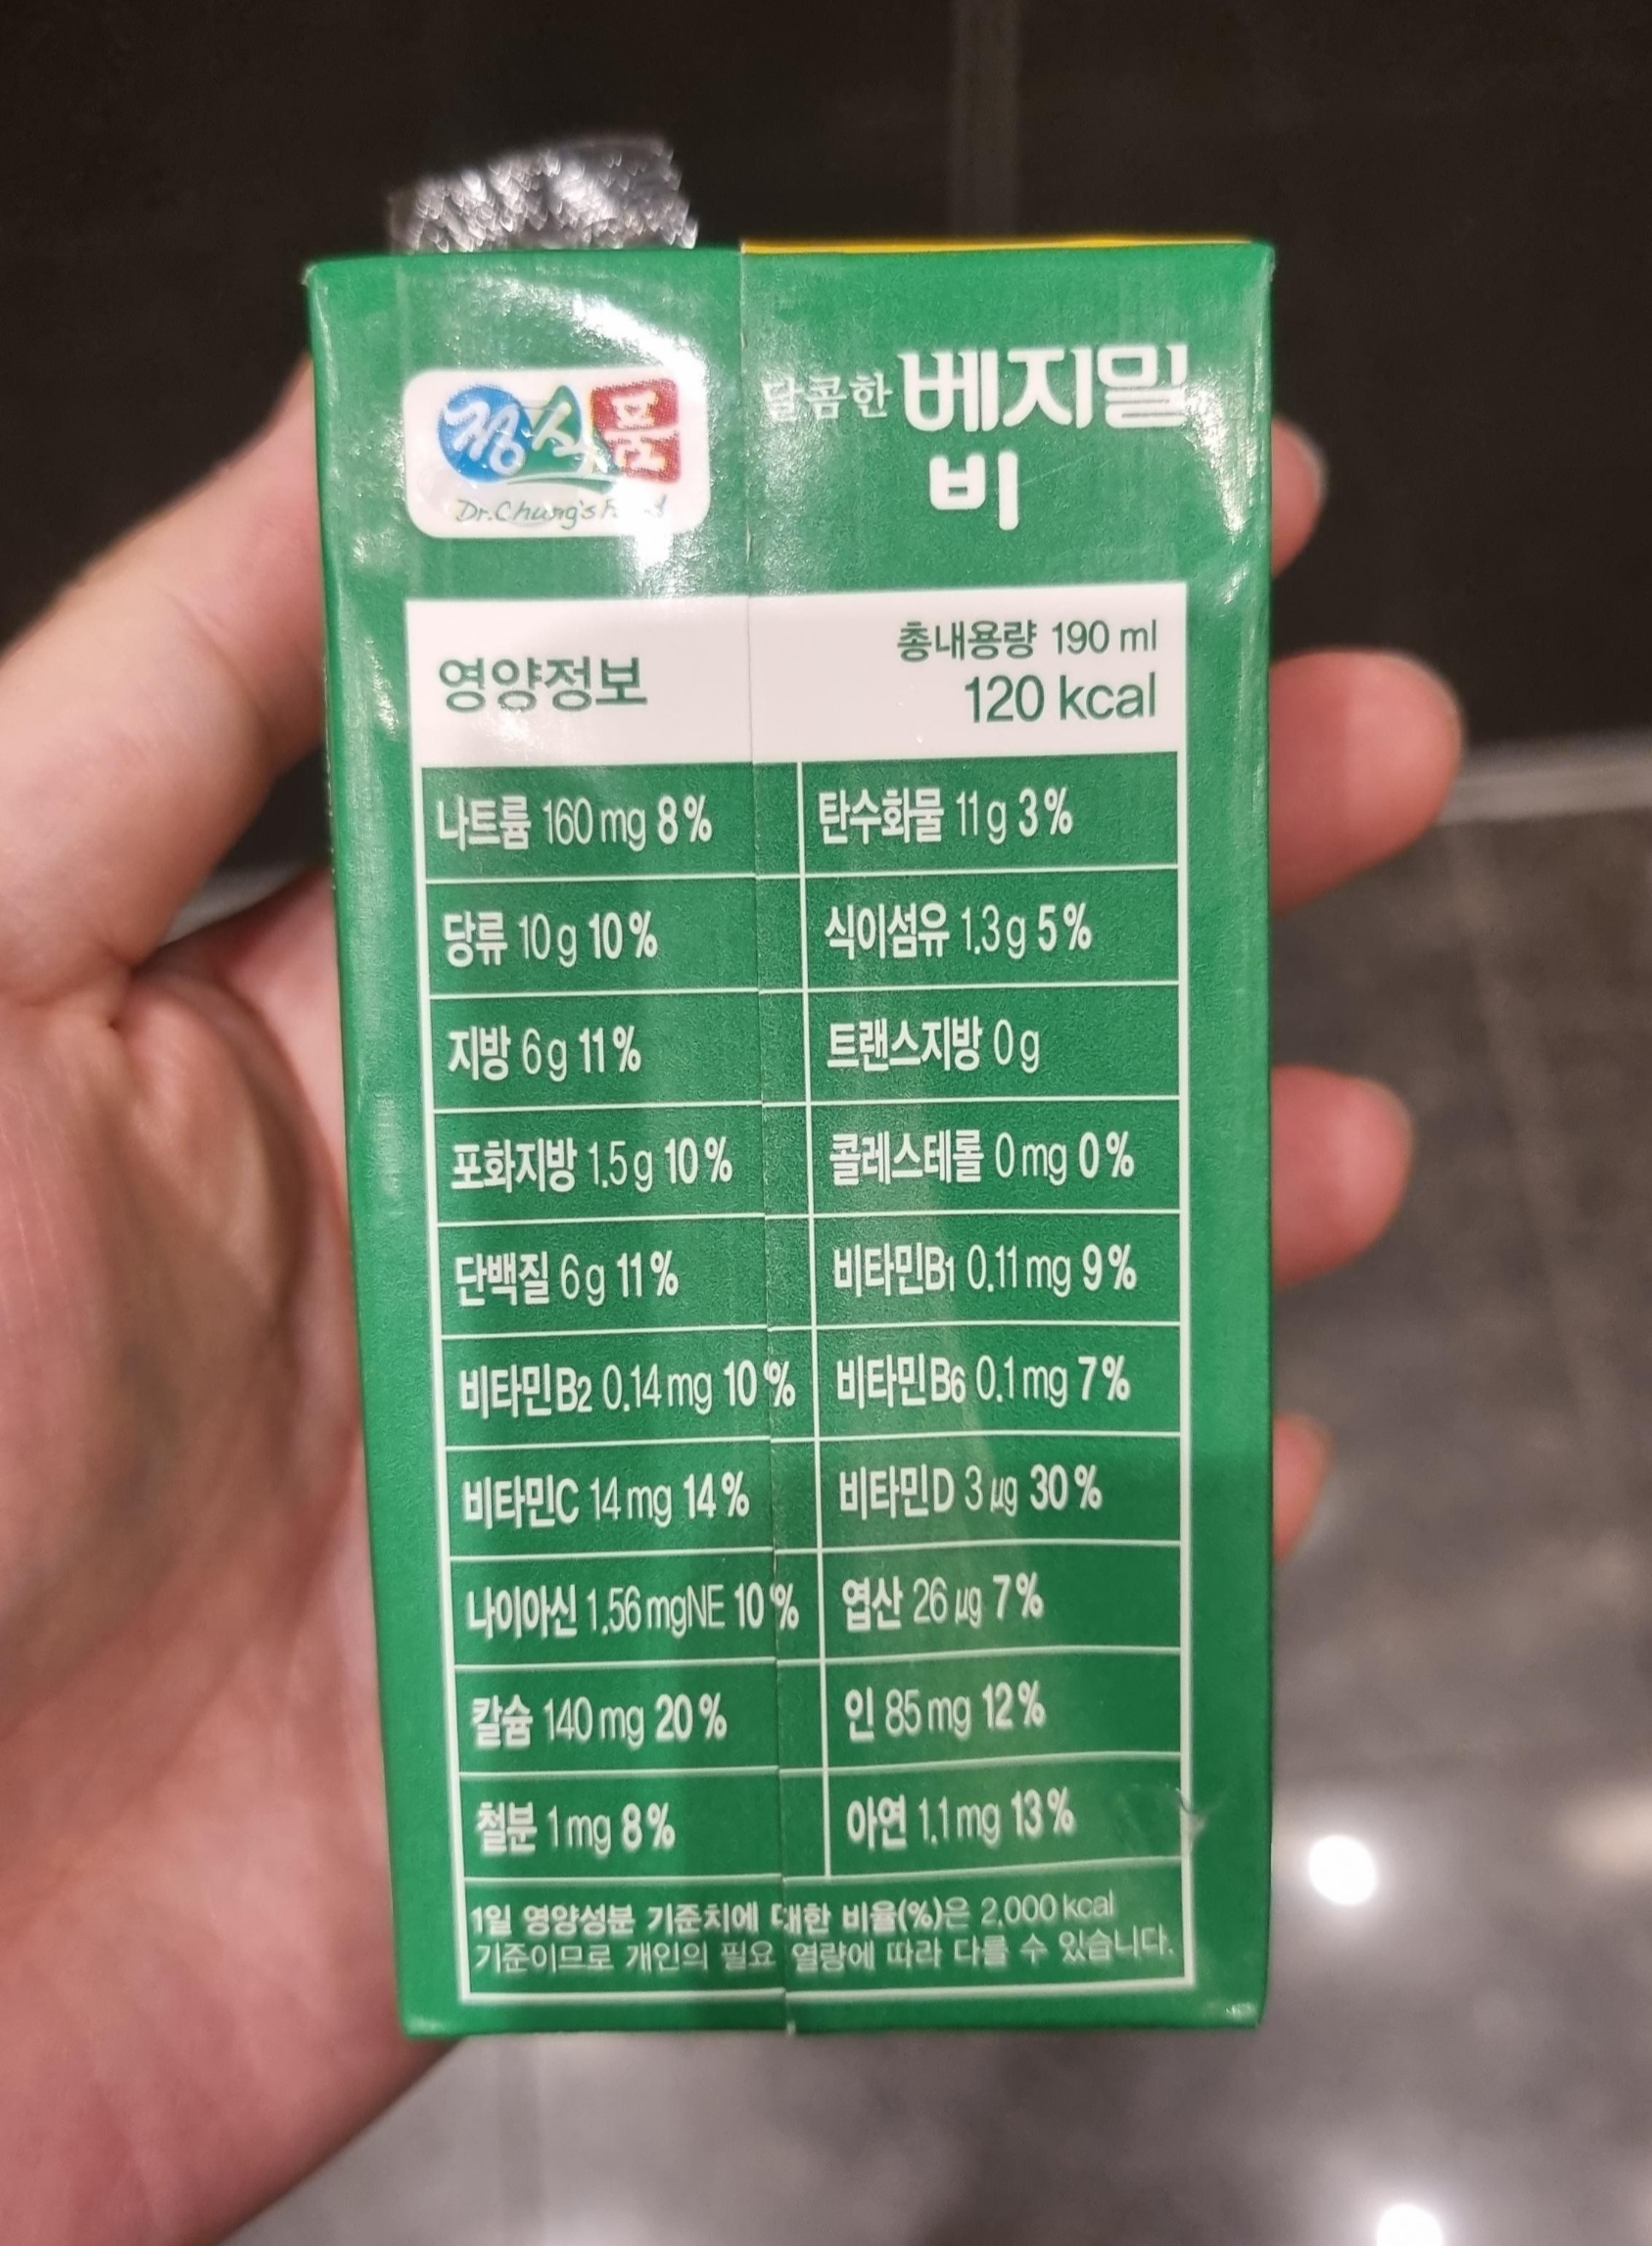 정식품
Dr.Chung's
달콤한 베지밀
비
영양정보
총내용량 190 ml
120 kcal
나트륨 160 mg 8% 탄수화물 11 g 3%
당류 10 g 10% 식이섬유 1.3 g 5%
지방 6 g 11% 트랜스지방 0 g
포화지방 1.5 g 10% 콜레스테롤 0 mg 0%
단백질 6 g 11% 비타민B1 0.11 mg 9%
비타민B2 0.14 mg 10% 비타민B6 0.1 mg 7%
비타민C 14 mg 14% 비타민D 3 μg 30%
나이아신 1.56 mgNE 10% 엽산 26 μg 7%
칼슘 140 mg 20% 인 85 mg 12%
철분 1 mg 8% 아연 1.1 mg 13%
1일 영양성분 기준치에 대한 비율(%)은 2,000 kcal
기준이므로 개인의 필요 열량에 따라 다를 수 있습니다.